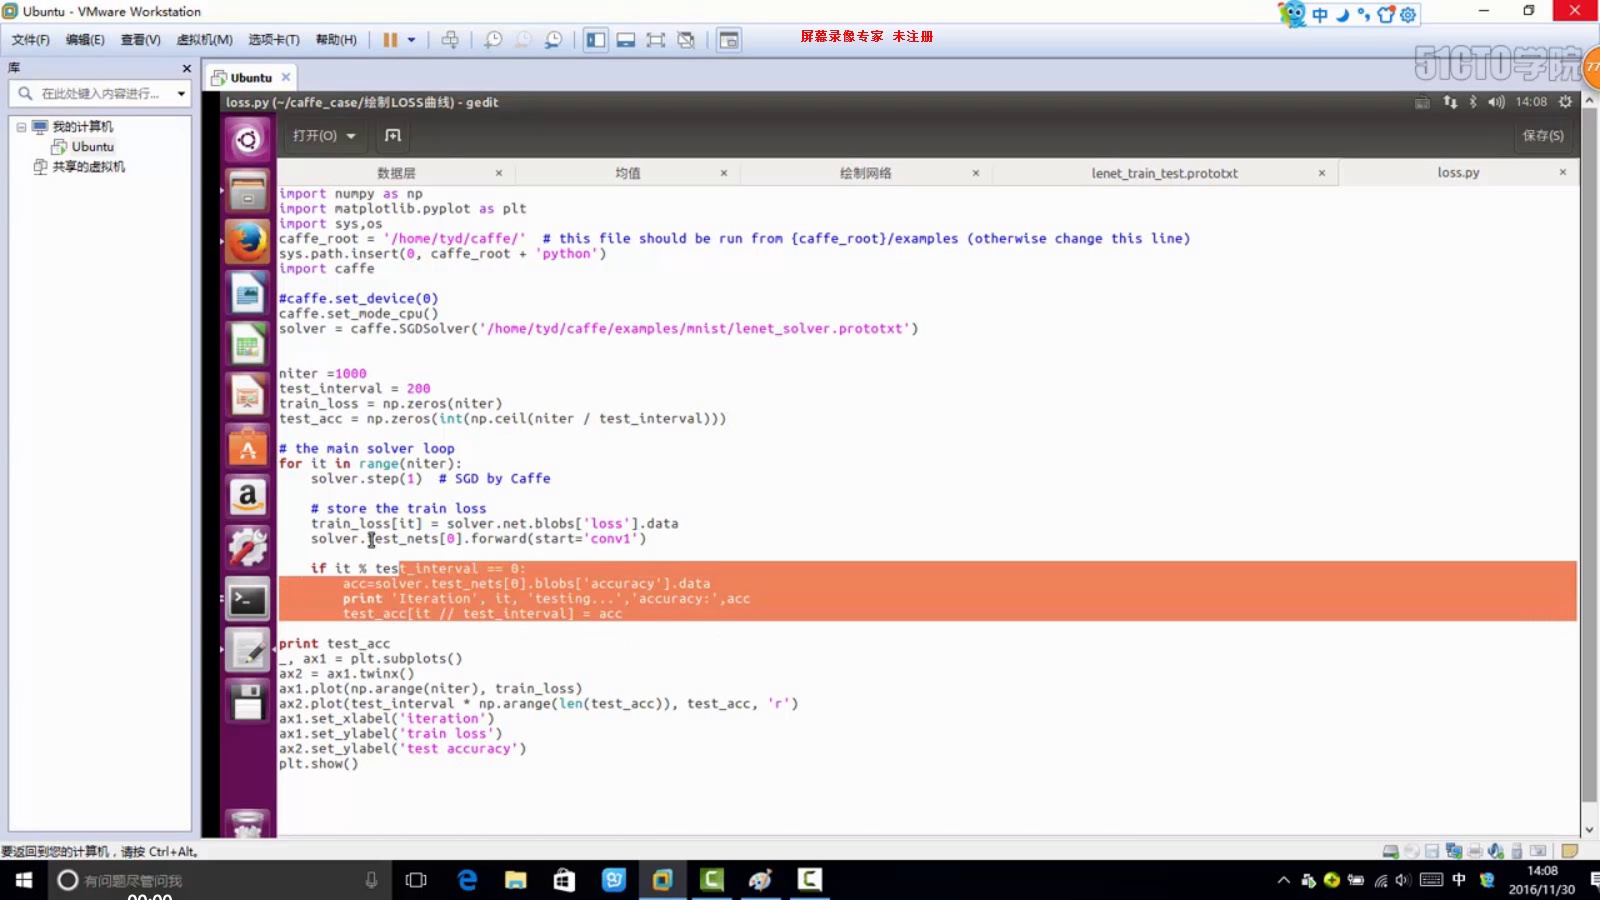 Ubuntu - VMware Workstation
中
文件(F) 编辑(E) 查看(V) 虚拟机(M) 选项卡(T) 帮助(H)
屏幕录像专家 未注册
51CTO学院
77
库
在此处键入内容进行...
我的计算机
Ubuntu
共享的虚拟机
Ubuntu
loss.py (~/caffe_case/绘制LOSS曲线) - gedit
14:08
打开(O)
保存(S)
数据层
均值
绘制网络
lenet_train_test.prototxt
loss.py
import numpy as np
import matplotlib.pyplot as plt
import sys,os
caffe_root = '/home/tyd/caffe/'  # this file should be run from {caffe_root}/examples (otherwise change this line)
sys.path.insert(0, caffe_root + 'python')
import caffe
#caffe.set_device(0)
caffe.set_mode_cpu()
solver = caffe.SGDSolver('/home/tyd/caffe/examples/mnist/lenet_solver.prototxt')
niter =1000
test_interval = 200
train_loss = np.zeros(niter)
test_acc = np.zeros(int(np.ceil(niter / test_interval)))
# the main solver loop
for it in range(niter):
    solver.step(1)  # SGD by Caffe
    # store the train loss
    train_loss[it] = solver.net.blobs['loss'].data
    solver.test_nets[0].forward(start='conv1')
    if it % test_interval == 0:
        acc=solver.test_nets[0].blobs['accuracy'].data
        print 'Iteration', it, 'testing...','accuracy:',acc
        test_acc[it // test_interval] = acc
print test_acc
_, ax1 = plt.subplots()
ax2 = ax1.twinx()
ax1.plot(np.arange(niter), train_loss)
ax2.plot(test_interval * np.arange(len(test_acc)), test_acc, 'r')
ax1.set_xlabel('iteration')
ax1.set_ylabel('train loss')
ax2.set_ylabel('test accuracy')
plt.show()
要返回到您的计算机，请按 Ctrl+Alt。
有问题尽管问我
中
14:08
2016/11/30
00:00